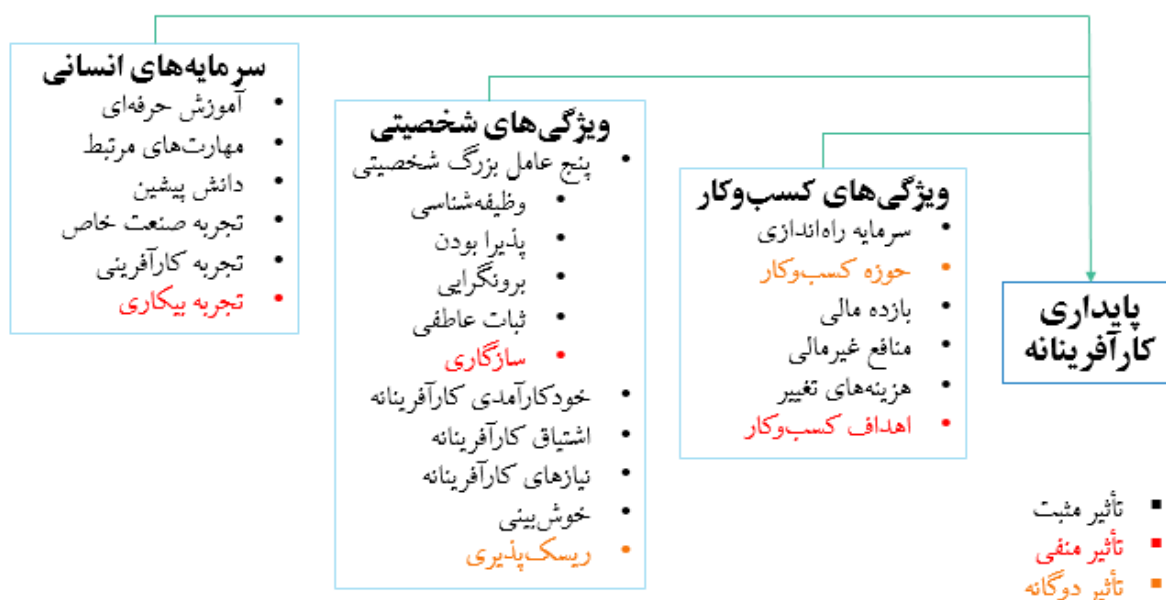 سرمایه‌های انسانی
آموزش حرفه‌ای
مهارت‌های مرتبط
دانش پیشین
تجربه صنعت خاص
تجربه کارآفرینی
تجربه بیکاری
ویژگی‌های شخصیتی
پنج عامل بزرگ شخصیتی
وظیفه‌شناسی
پذیرا بودن
برونگرایی
ثبات عاطفی
سازگاری
خودکارآمدی کارآفرینانه
اشتیاق کارآفرینانه
نیازهای کارآفرینانه
خوش‌بینی
ریسک‌پذیری
ویژگی‌های کسب‌وکار
سرمایه راه‌اندازی
حوزه کسب‌وکار
بازده مالی
منافع غیرمالی
هزینه‌های تغییر
اهداف کسب‌وکار
پایداری
کارآفرینانه
تأثیر مثبت
تأثیر منفی
تأثیر دوگانه